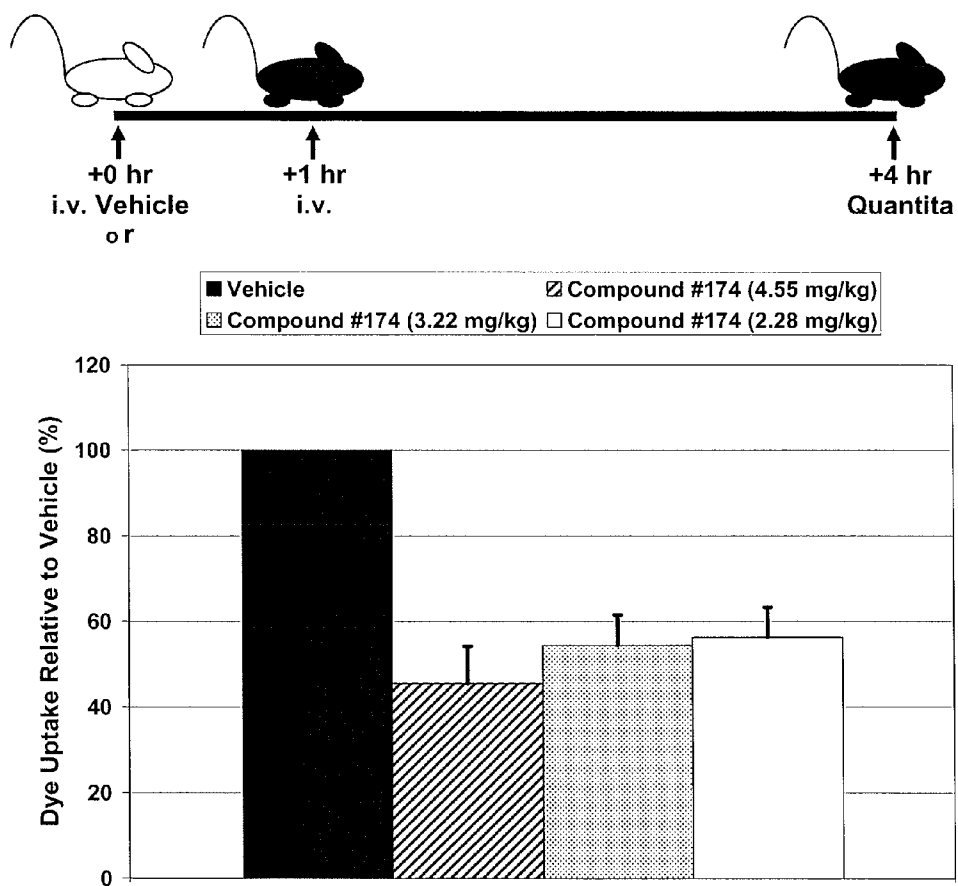 +0 hr
i.v. Vehicle
or
+1 hr
i.v.
+4 hr
Quantita
Vehicle
Compound #174 (4.55 mg/kg)
Compound #174 (3.22 mg/kg)
Compound #174 (2.28 mg/kg)
Dye Uptake Relative to Vehicle (%)
120
100
80
60
40
20
0